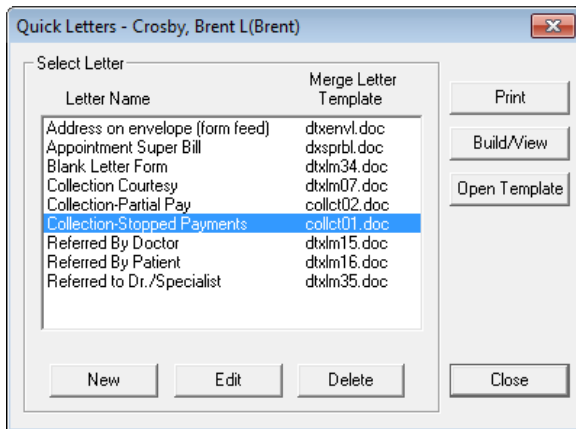 Quick Letters - Crosby, Brent L(Brent)
Select Letter
Letter Name Merge Letter Template
Address on envelope (form feed) dtxenvl.doc
Appointment Super Bill dxsprbl.doc
Blank Letter Form dtxlm34.doc
Collection Courtesy dtxlm07.doc
Collection-Partial Pay collct02.doc
Collection-Stopped Payments collct01.doc
Referred By Doctor dtxlm15.doc
Referred By Patient dtxlm16.doc
Referred to Dr./Specialist dtxlm35.doc
New Edit Delete
Print
Build/View
Open Template
Close